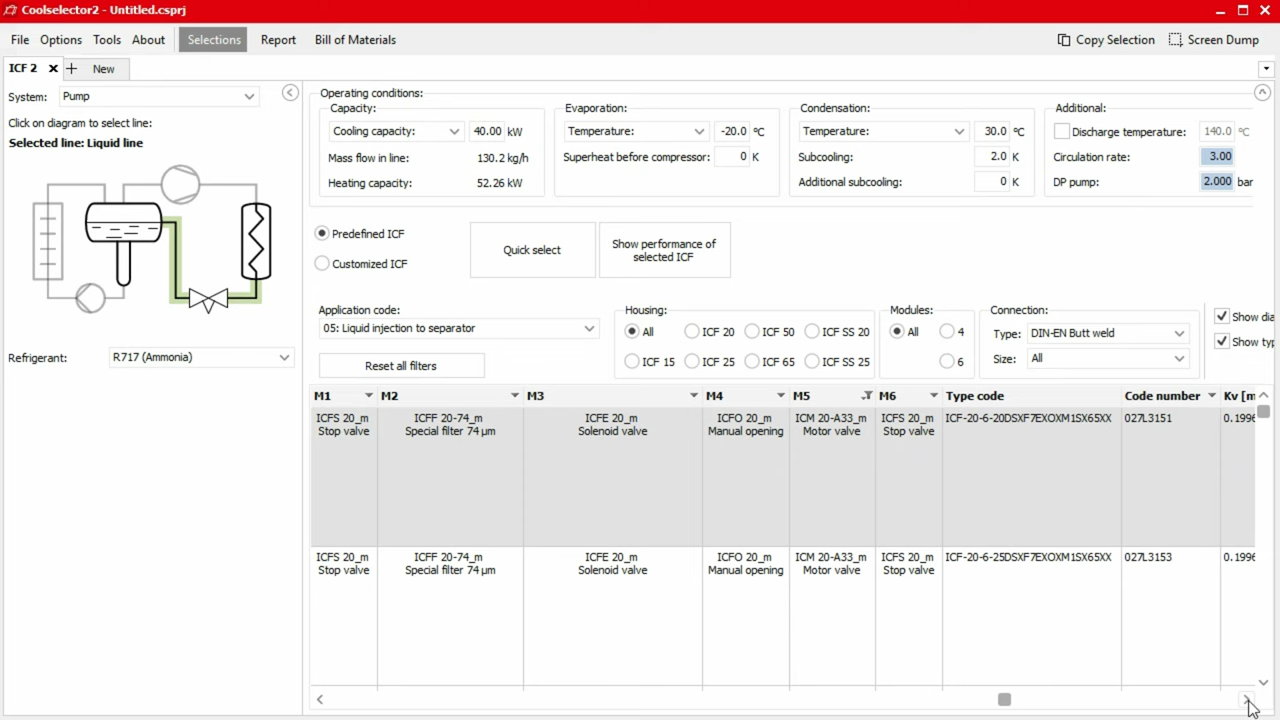 Coolselector2 - Untitled.csprj
File Options Tools About Selections Report Bill of Materials Copy Selection Screen Dump
ICF 2 New
System: Pump
Click on diagram to select line:
Selected line: Liquid line
Refrigerant: R717 (Ammonia)
Operating conditions:
Capacity:
Cooling capacity: 40.00 kW
Mass flow in line: 130.2 kg/h
Heating capacity: 52.26 kW
Evaporation:
Temperature: -20.0 °C
Superheat before compressor: 0 K
Condensation:
Temperature: 30.0 °C
Subcooling: 2.0 K
Additional subcooling: 0 K
Additional:
Discharge temperature: 140.0 °C
Circulation rate: 3.00
DP pump: 2.000 bar
Predefined ICF
Customized ICF
Quick select
Show performance of
selected ICF
Application code:
05: Liquid injection to separator
Reset all filters
Housing:
All ICF 20 ICF 50 ICF SS 20
ICF 15 ICF 25 ICF 65 ICF SS 25
Modules:
All 4
6
Connection:
Type: DIN-EN Butt weld
Size: All
Show dia
Show typ
M1 M2 M3 M4 M5 M6 Type code Code number Kv [m
ICFS 20_m ICFF 20-74_m ICFE 20_m ICFO 20_m ICM 20-A33_m ICFS 20_m ICF-20-6-20DSXF7EXOXM1SX65XX 027L3151 0.1996
Stop valve Special filter 74 µm Solenoid valve Manual opening Motor valve Stop valve
ICFS 20_m ICFF 20-74_m ICFE 20_m ICFO 20_m ICM 20-A33_m ICFS 20_m ICF-20-6-25DSXF7EXOXM1SX65XX 027L3153 0.1996
Stop valve Special filter 74 µm Solenoid valve Manual opening Motor valve Stop valve